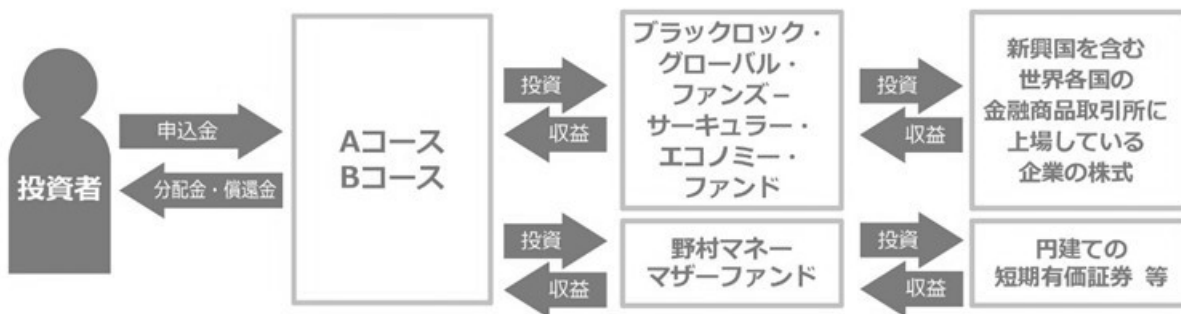 投資者
申込金
分配金・償還金
Aコース
Bコース
投資
収益
ブラックロック・
グローバル・
ファンズー
サーキュラー・
エコノミー・
ファンド
投資
収益
新興国を含む
世界各国の
金融商品取引所に
上場している
企業の株式
投資
収益
野村マネー
マザーファンド
投資
収益
円建ての
短期有価証券 等